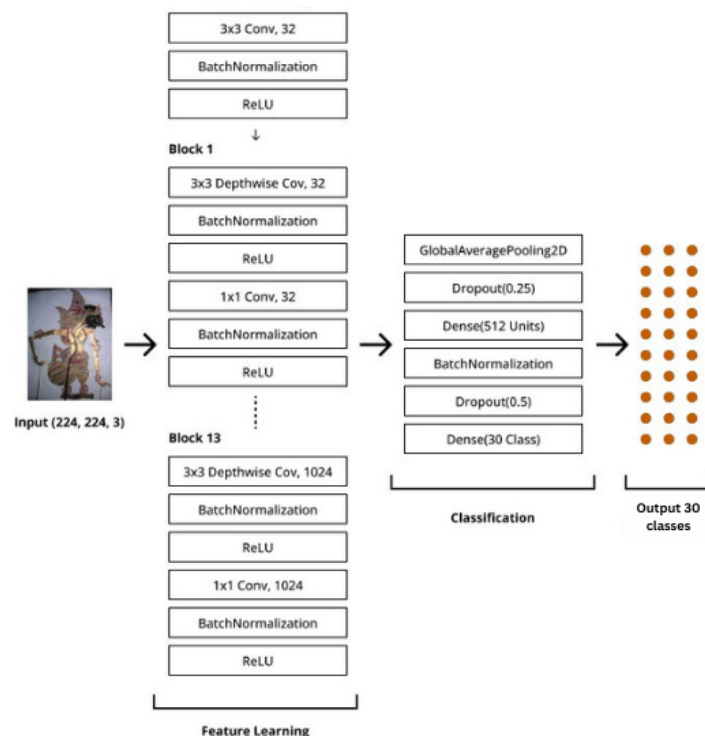 3x3 Conv, 32
BatchNormalization
ReLU
Block 1
3x3 Depthwise Cov, 32
BatchNormalization
ReLU
1x1 Conv, 32
BatchNormalization
ReLU
Block 13
3x3 Depthwise Cov, 1024
BatchNormalization
ReLU
1x1 Conv, 1024
BatchNormalization
ReLU
Feature Learning
Input (224, 224, 3)
GlobalAveragePooling2D
Dropout(0.25)
Dense(512 Units)
BatchNormalization
Dropout(0.5)
Dense(30 Class)
Classification
Output 30
classes